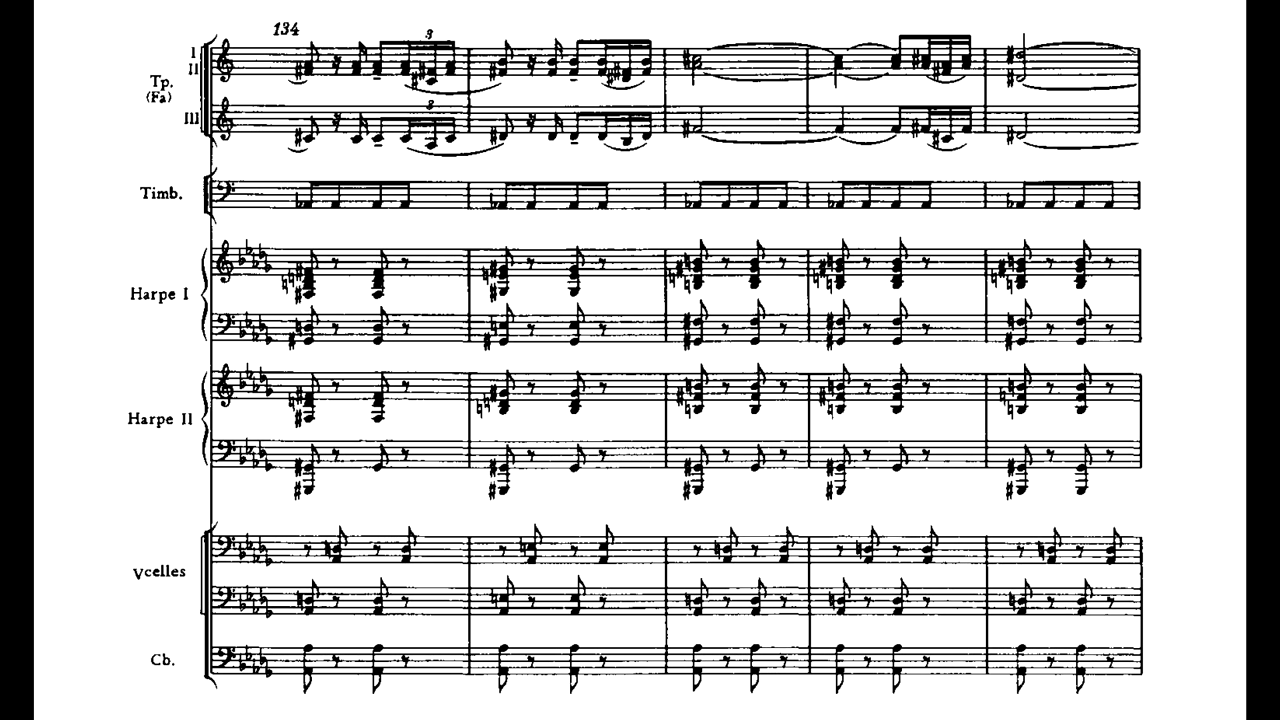 134
I
II
Tp.
(Fa)
3
III
3
Timb.
Harpe I
Harpe II
Vcelles
Cb.